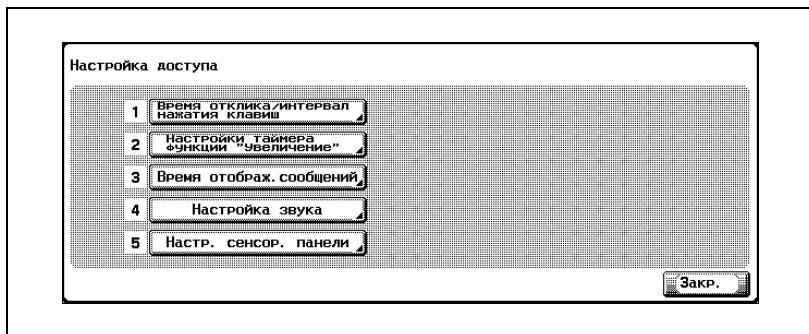 Настройка доступа
1 Время отклика/интервал
нажатия клавиш
2 Настройки таймера
функции "Увеличение"
3 Время отображ.сообщений
4 Настройка звука
5 Настр. сенсор. панели
Закр.